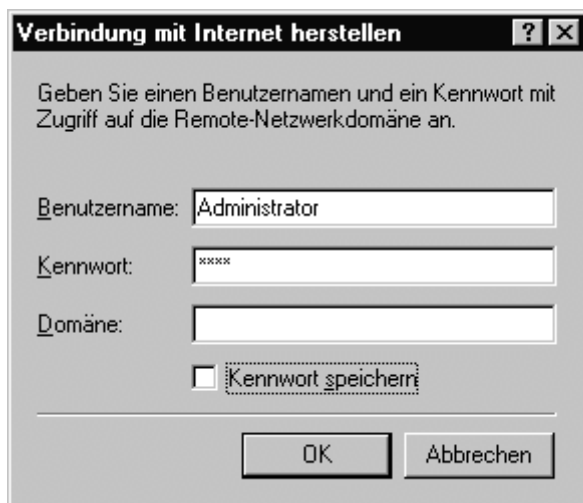 Verbindung mit Internet herstellen
Geben Sie einen Benutzernamen und ein Kennwort mit
Zugriff auf die Remote-Netzwerkdomäne an.
Benutzername: Administrator
Kennwort: ****
Domäne:
Kennwort speichern
OK Abbrechen